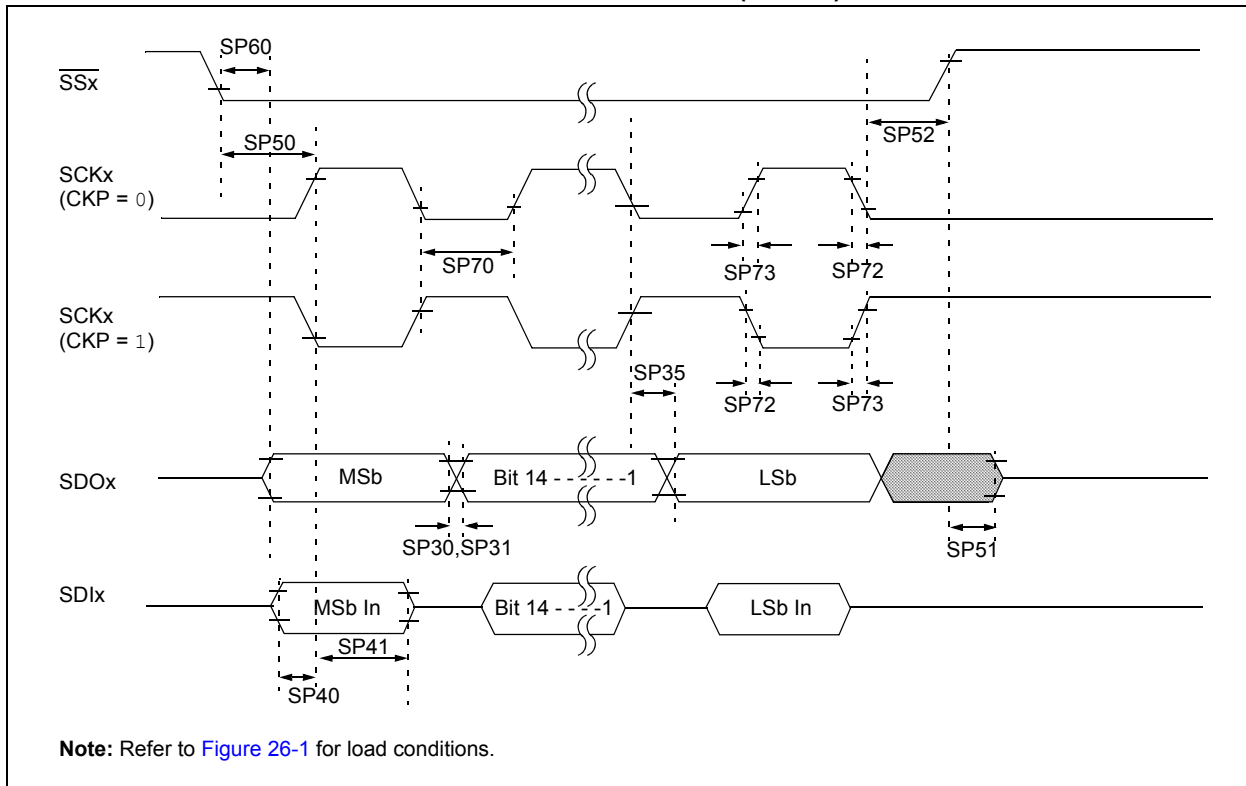 SP60
SSx
SP50
SP52
SCKx
(CKP = 0)
SP70
SP73
SP72
SCKx
(CKP = 1)
SP35
SP72
SP73
SDOx
MSb
Bit 14 - - - - - -1
LSb
SP30,SP31
SP51
SDIx
MSb In
Bit 14 - - - -1
LSb In
SP41
SP40
Note: Refer to Figure 26-1 for load conditions.